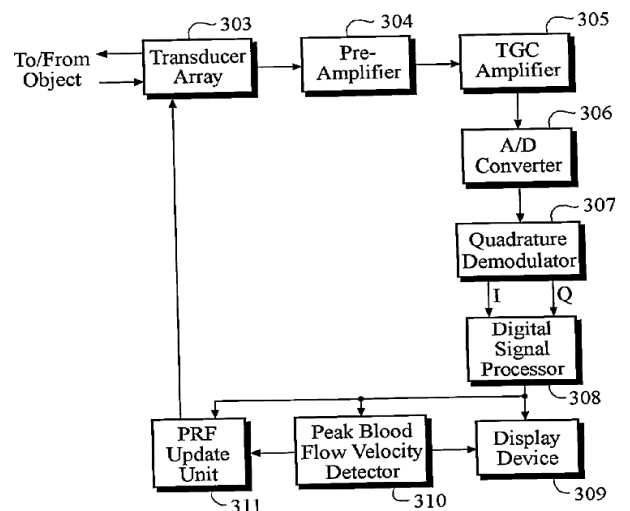 303
304
305
To/From
Object
Transducer
Array
Pre-
Amplifier
TGC
Amplifier
306
A/D
Converter
307
Quadrature
Demodulator
I
Q
Digital
Signal
Processor
308
PRF
Update
Unit
Peak Blood
Flow Velocity
Detector
Display
Device
311
310
309